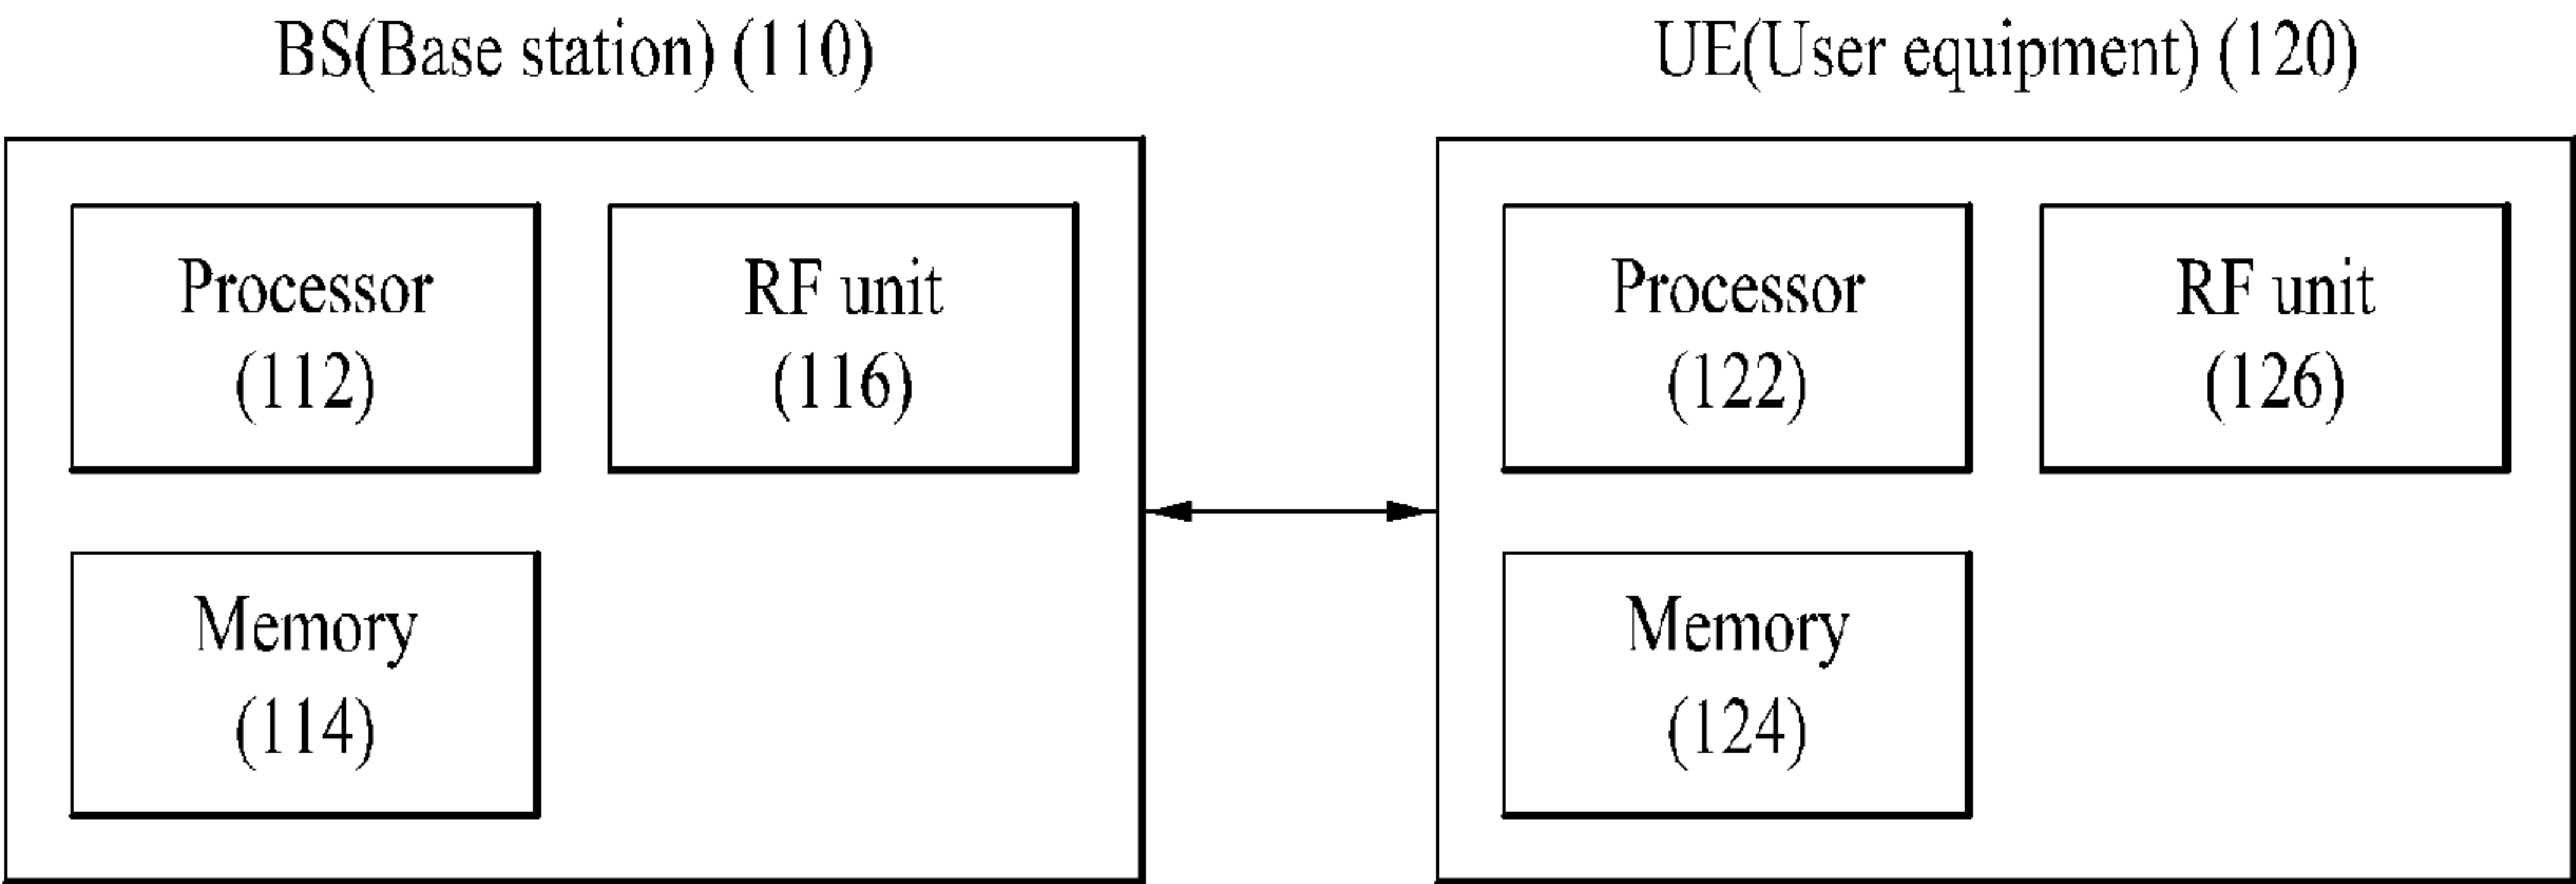 BS(Base station) (110)
UE(User equipment) (120)
Processor
(112)
RF unit
(116)
Memory
(114)
Processor
(122)
RF unit
(126)
Memory
(124)